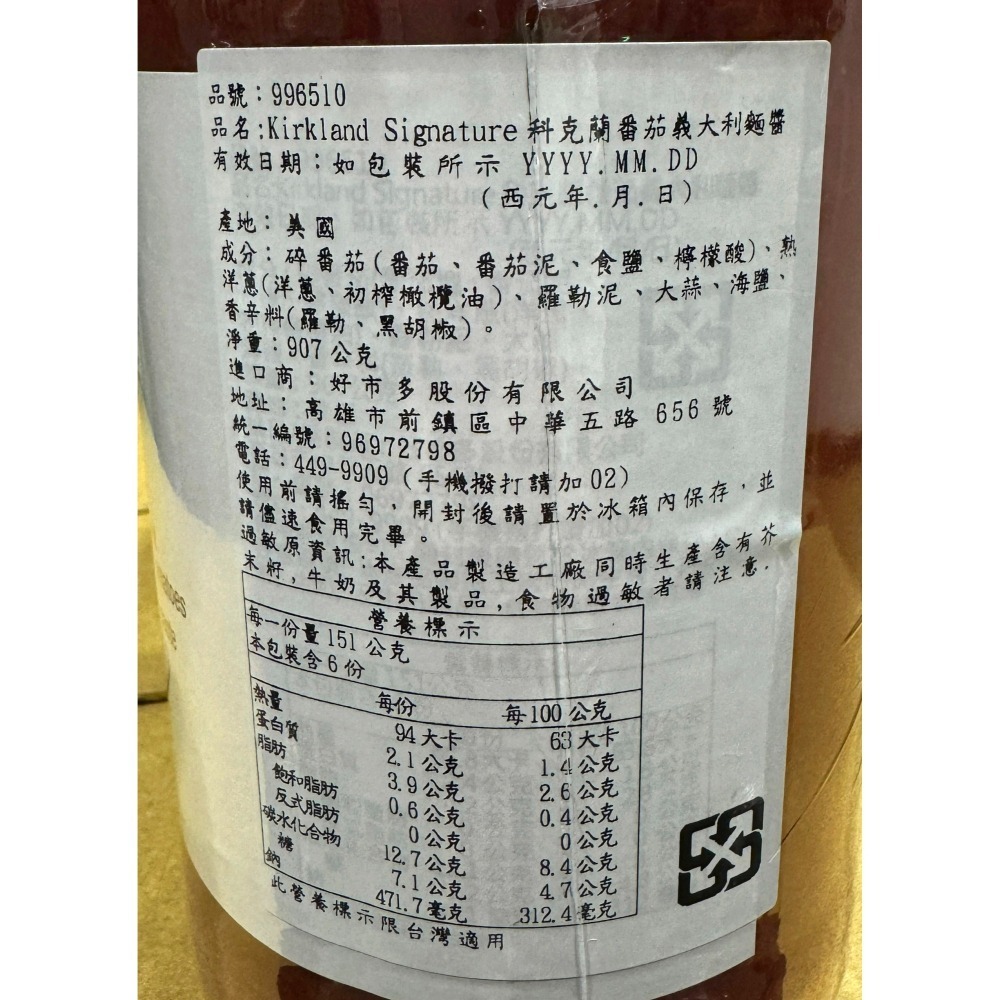 品號：996510
品名:Kirkland Signature 科克蘭番茄義大利麵醬
有效日期：如包裝所示 YYYY.MM.DD
(西元年.月.日)
產地：美國
成分：碎番茄(番茄、番茄泥、食鹽、檸檬酸)、熟
洋蔥(洋蔥、初榨橄欖油)、羅勒泥、大蒜、海鹽、
香辛料(羅勒、黑胡椒)。
淨重：907公克
進口商：好市多股份有限公司
地址：高雄市前鎮區中華五路 656 號
統一編號：96972798
電話：449-9909 (手機撥打請加02)
使用前請搖勻，開封後請置於冰箱內保存，並
請儘速食用完畢。
過敏原資訊:本產品製造工廠同時生產含有芥
末籽,牛奶及其製品,食物過敏者請注意.
營養標示
每一份量 151 公克
本包裝含 6 份
每份 每100 公克
熱量 94大卡 63大卡
蛋白質 2.1公克 1.4公克
脂肪 3.9公克 2.6公克
飽和脂肪 0.6公克 0.4公克
反式脂肪 0公克 0公克
碳水化合物 12.7公克 8.4公克
糖 7.1公克 4.7公克
鈉 471.7毫克 312.4毫克
此營養標示限台灣適用